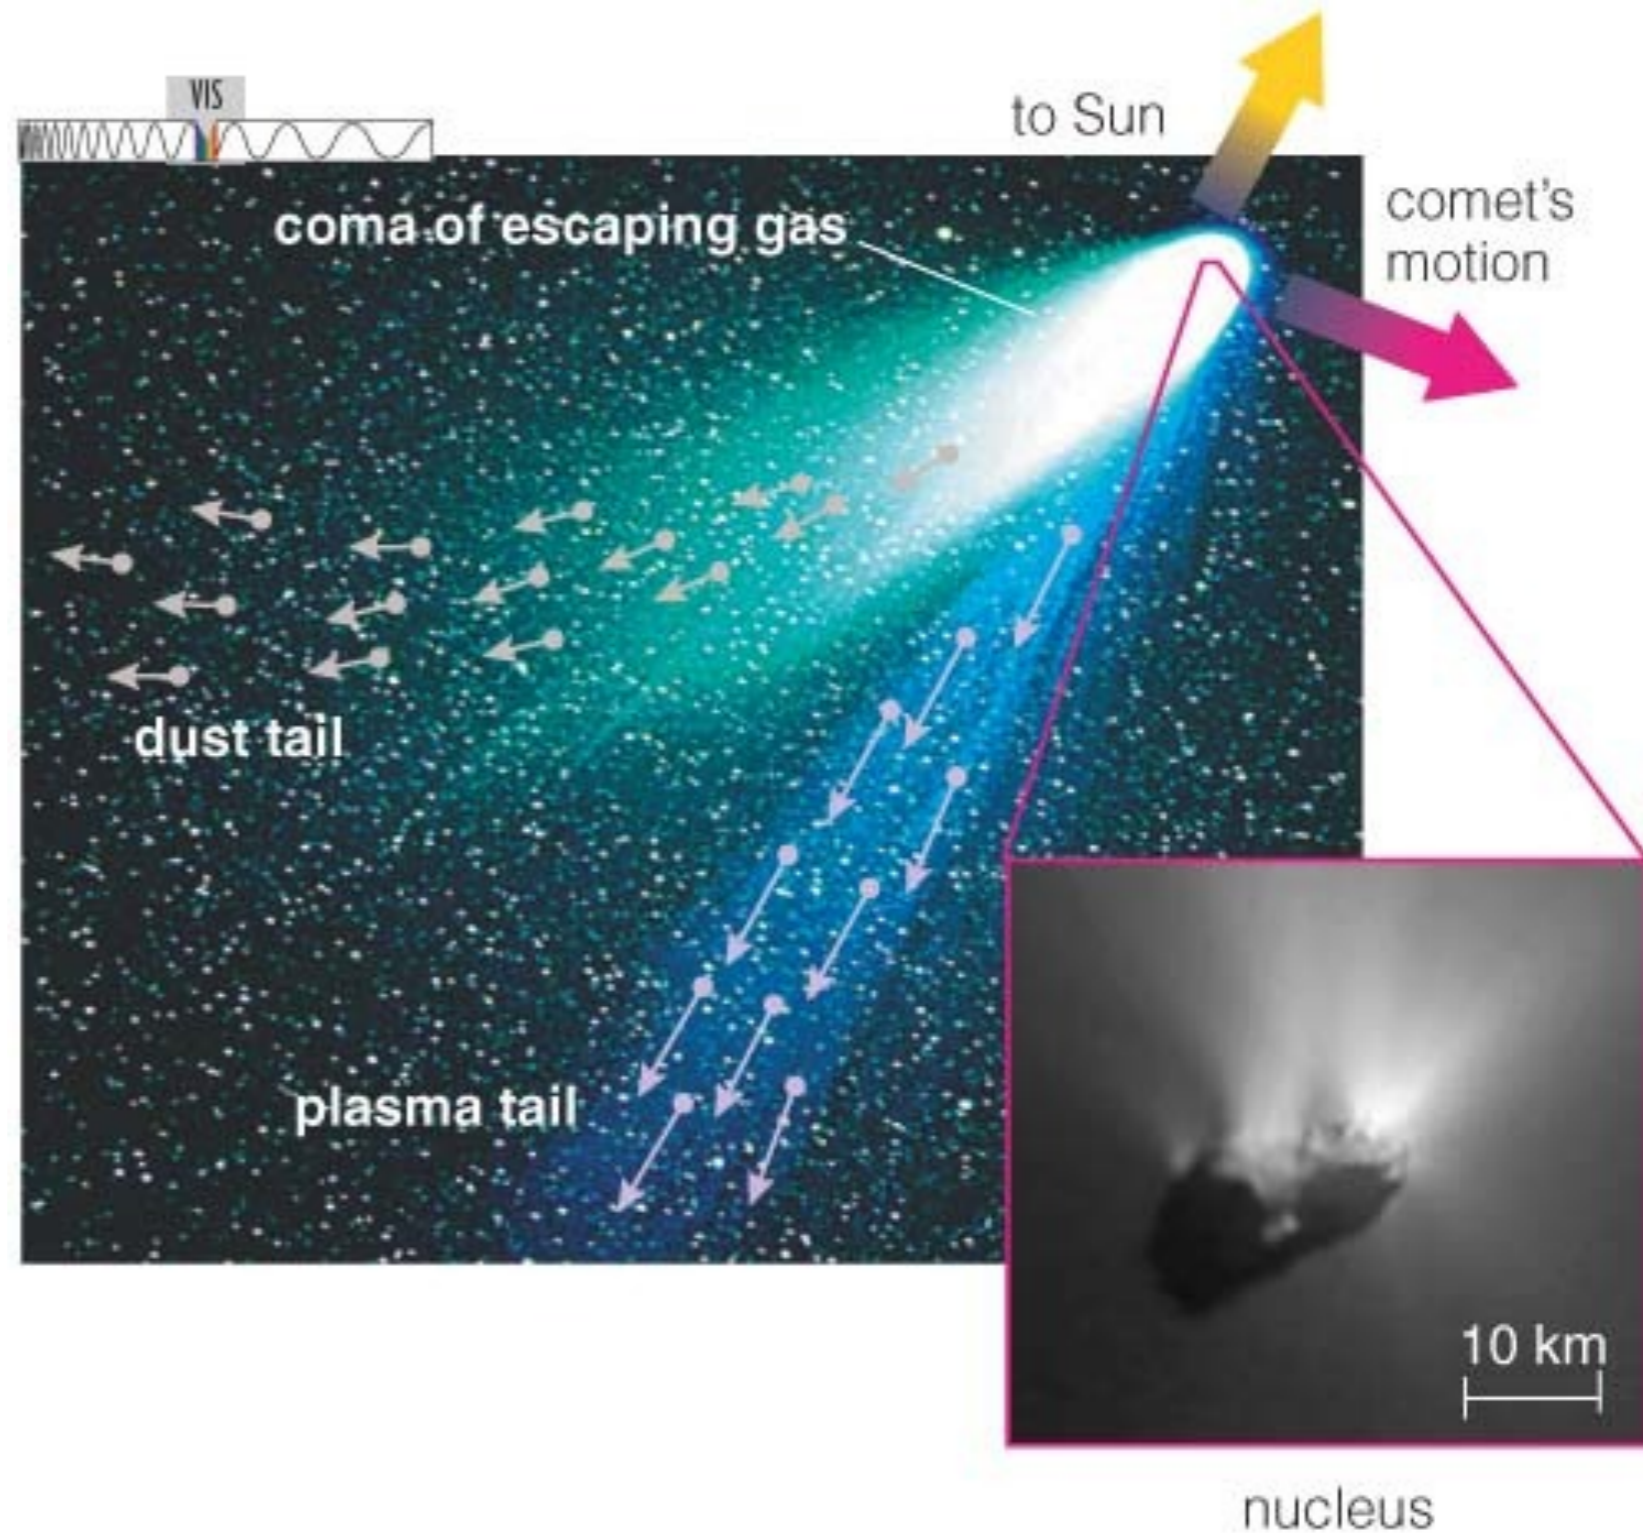 VIS
to Sun
comet's
motion
coma of escaping gas
dust tail
plasma tail
10 km
nucleus